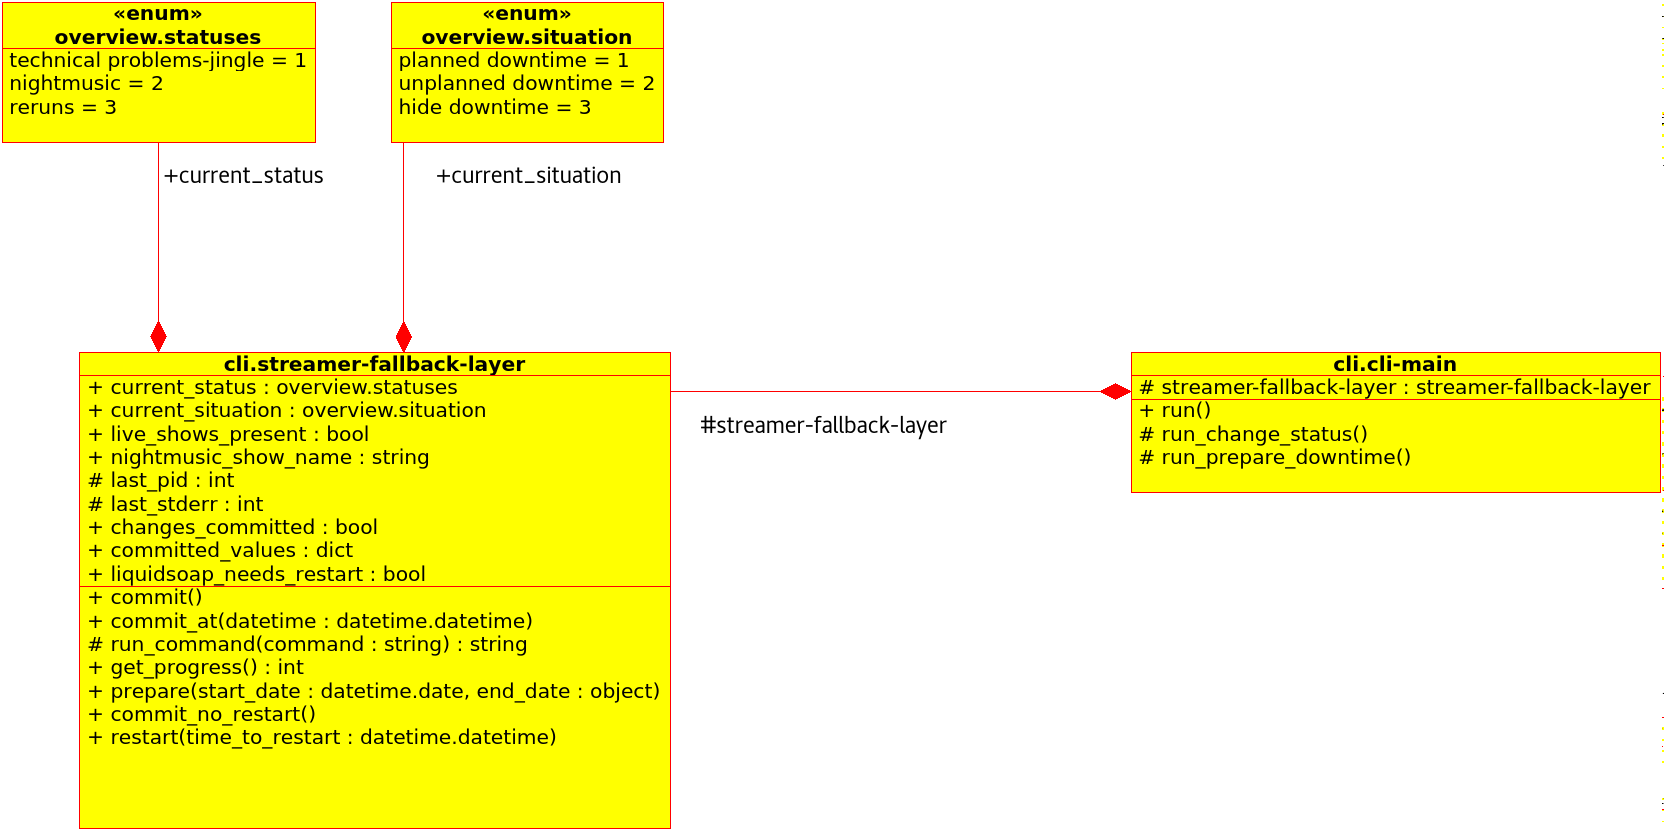 «enum»
overview.statuses
technical problems-jingle = 1
nightmusic = 2
reruns = 3
«enum»
overview.situation
planned downtime = 1
unplanned downtime = 2
hide downtime = 3
+current_status
+current_situation
cli.streamer-fallback-layer
+ current_status : overview.statuses
+ current_situation : overview.situation
+ live_shows_present : bool
+ nightmusic_show_name : string
# last_pid : int
# last_stderr : int
+ changes_committed : bool
+ committed_values : dict
+ liquidsoap_needs_restart : bool
+ commit()
+ commit_at(datetime : datetime.datetime)
# run_command(command : string) : string
+ get_progress() : int
+ prepare(start_date : datetime.date, end_date : object)
+ commit_no_restart()
+ restart(time_to_restart : datetime.datetime)
#streamer-fallback-layer
cli.cli-main
# streamer-fallback-layer : streamer-fallback-layer
+ run()
# run_change_status()
# run_prepare_downtime()